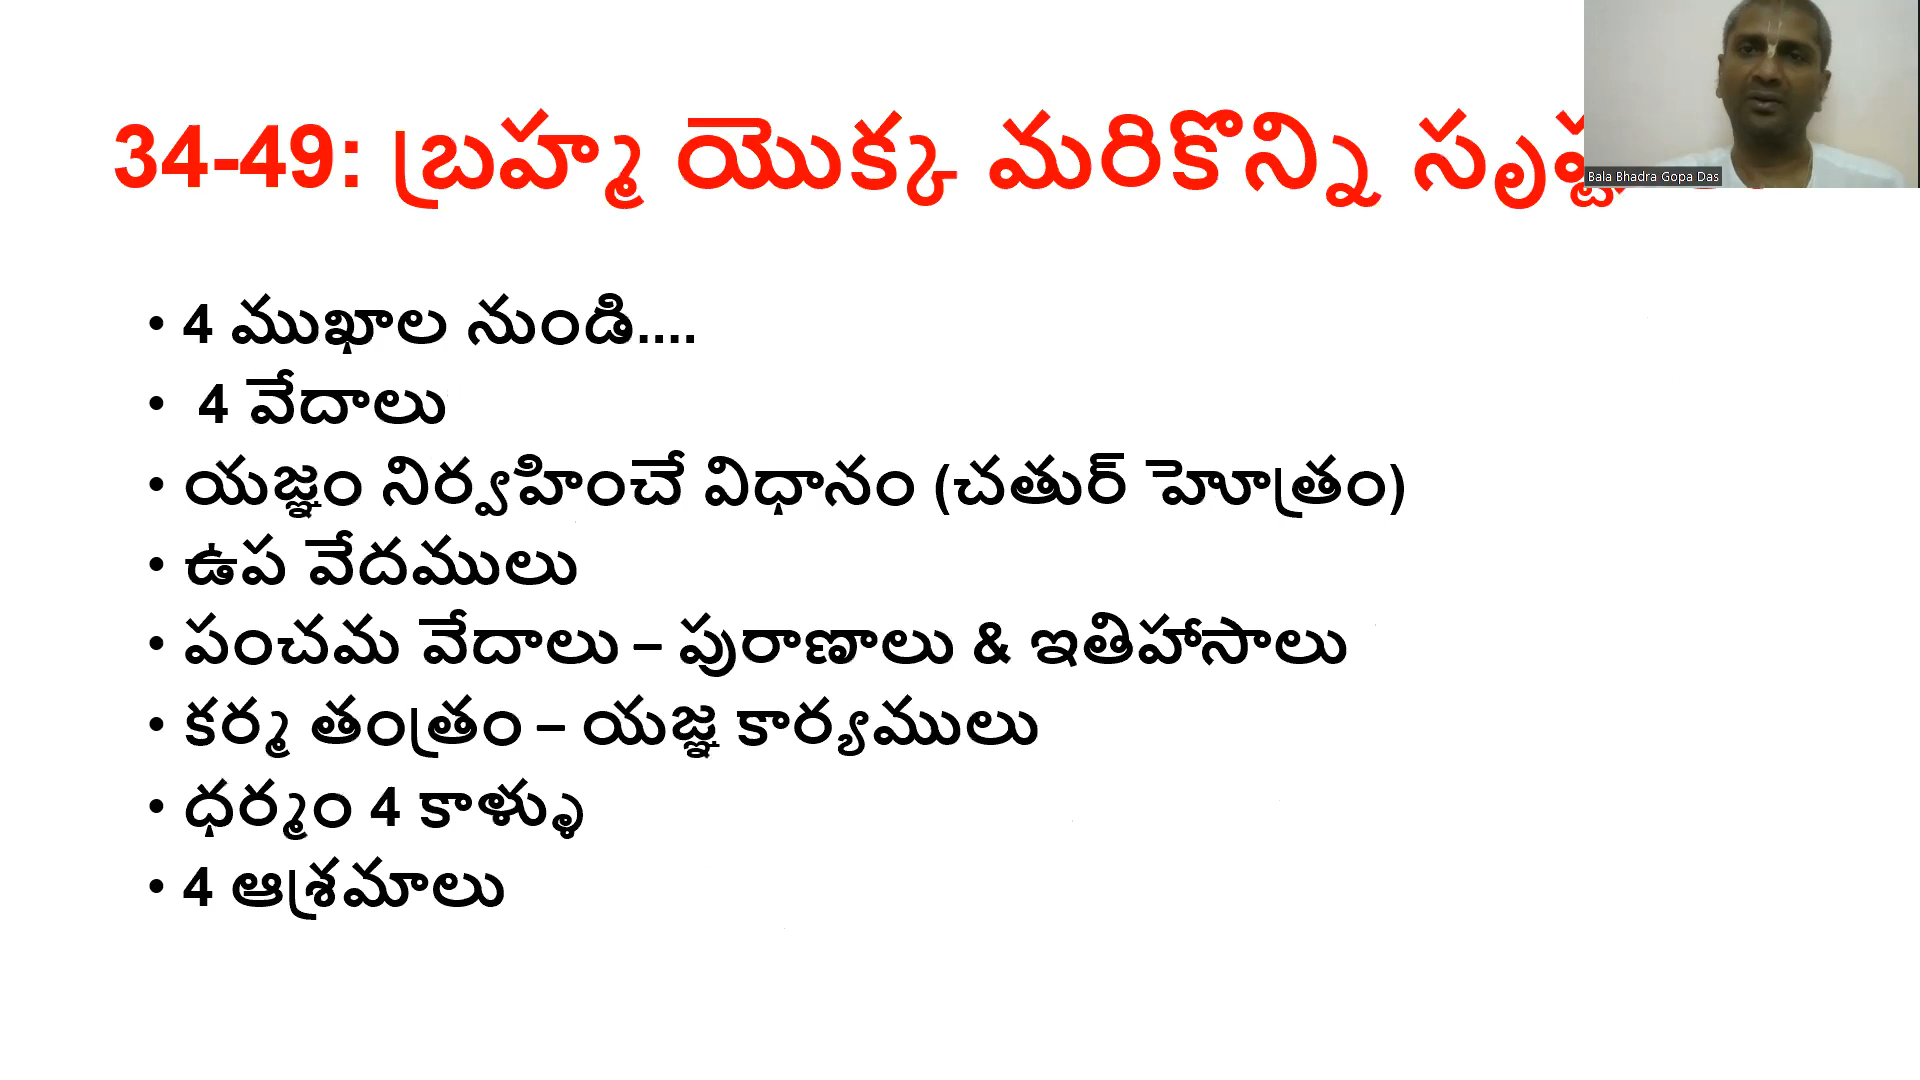 34-49: బ్రహ్మ యొక్క మరికొన్ని
Bala Bhadra Gopa Das
• 4 ముఖాల నుండి....
• 4 వేదాలు
• యజ్ఞం నిర్వహించే విధానం (చతుర్ హెూత్రం)
• ఉప వేదములు
• పంచమ వేదాలు – పురాణాలు & ఇతిహాసాలు
• కర్మ తంత్రం – యజ్ఞ కార్యములు
• ధర్మం 4 కాళ్ళు
• 4 ఆశ్రమాలు